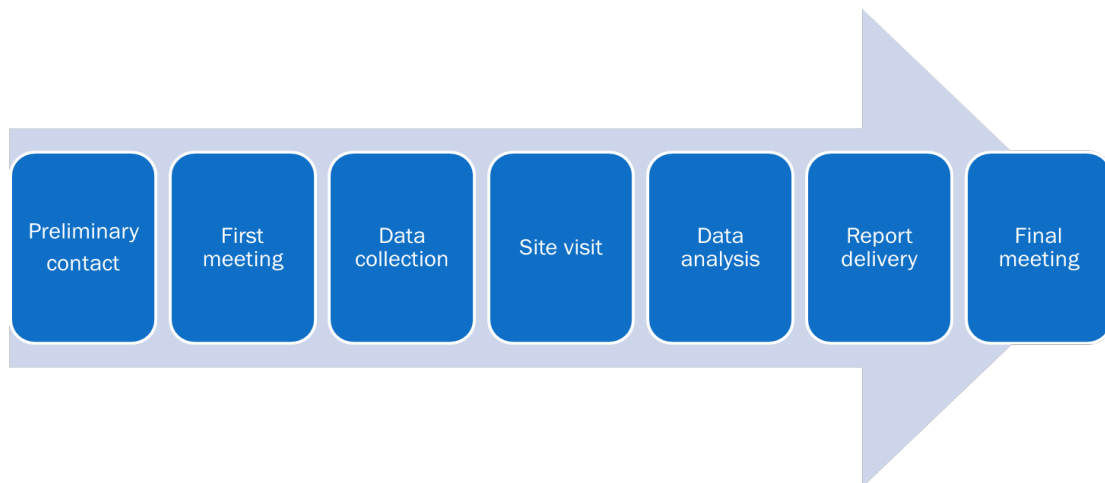 Preliminary
contact
First
meeting
Data
collection
Site visit
Data
analysis
Report
delivery
Final
meeting